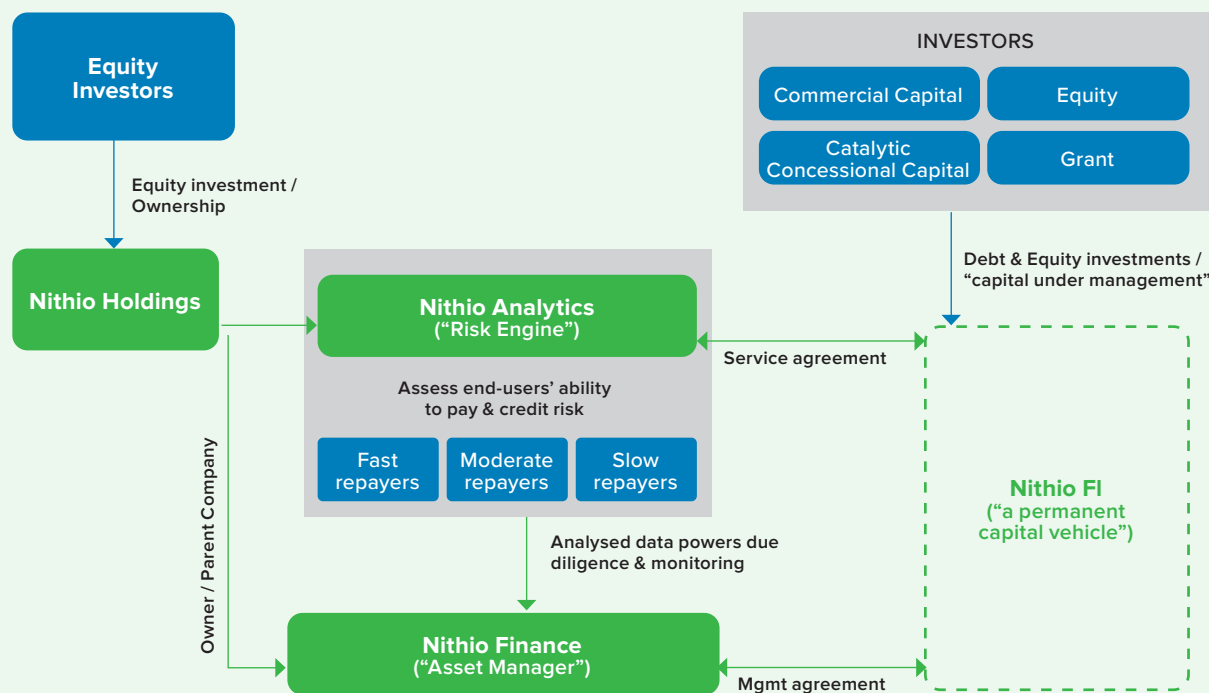 Equity
Investors
INVESTORS
Commercial Capital
Equity
Catalytic
Concessional Capital
Grant
Equity investment /
Ownership
Debt & Equity investments /
“capital under management”
Nithio Holdings
Nithio Analytics
(“Risk Engine”)
Service agreement
Assess end-users’ ability
to pay & credit risk
Fast
repayers
Moderate
repayers
Slow
repayers
Nithio FI
(“a permanent
capital vehicle”)
Owner / Parent Company
Analysed data powers due
diligence & monitoring
Nithio Finance
(“Asset Manager”)
Mgmt agreement